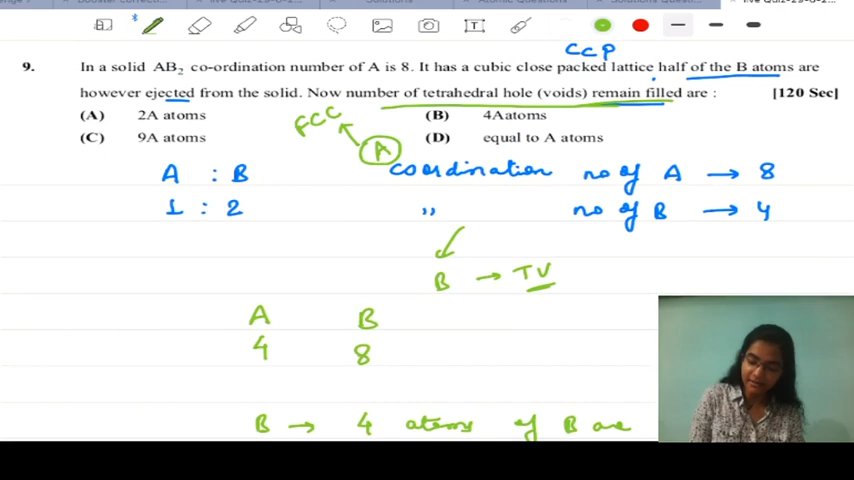 CCP
9. In a solid AB2 co-ordination number of A is 8. It has a cubic close packed lattice half of the B atoms are
however ejected from the solid. Now number of tetrahedral hole (voids) remain filled are : [120 Sec]
(A) 2A atoms (B) 4Aatoms
(C) 9A atoms (D) equal to A atoms
FCC
A
A : B coordination no of A → 8
1 : 2 ,, no of B → 4
B → TV
A B
4 8
B → 4 atoms of B are